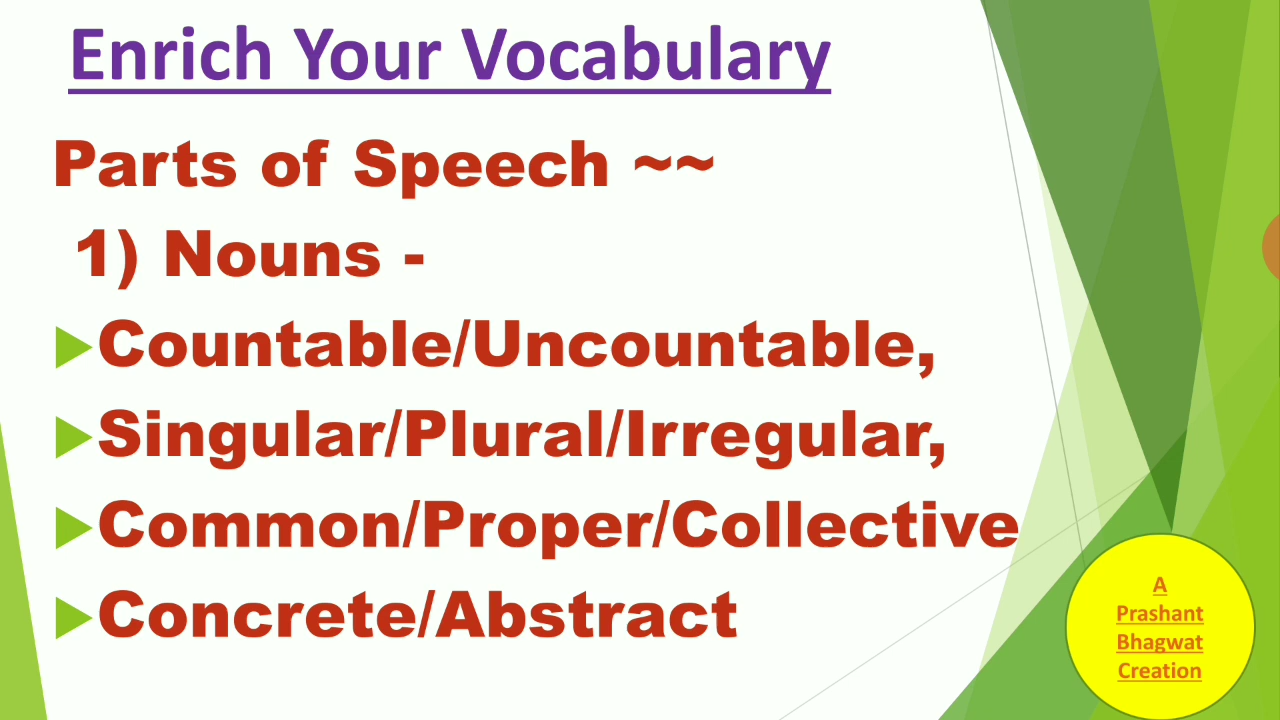 Enrich Your Vocabulary
Parts of Speech ~~
1) Nouns -
Countable/Uncountable,
Singular/Plural/Irregular,
Common/Proper/Collective
Concrete/Abstract
A
Prashant
Bhagwat
Creation